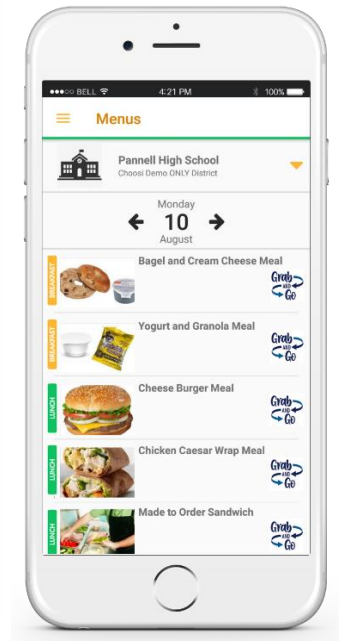 BELL 4:21 PM 100%
Menus
Pannell High School
Choosi Demo ONLY District
Monday
10
August
BREAKFAST
Bagel and Cream Cheese Meal
Grab
AND
Go
BREAKFAST
Yogurt and Granola Meal
Grab
AND
Go
LUNCH
Cheese Burger Meal
Grab
AND
Go
LUNCH
Chicken Caesar Wrap Meal
Grab
AND
Go
LUNCH
Made to Order Sandwich
Grab
AND
Go